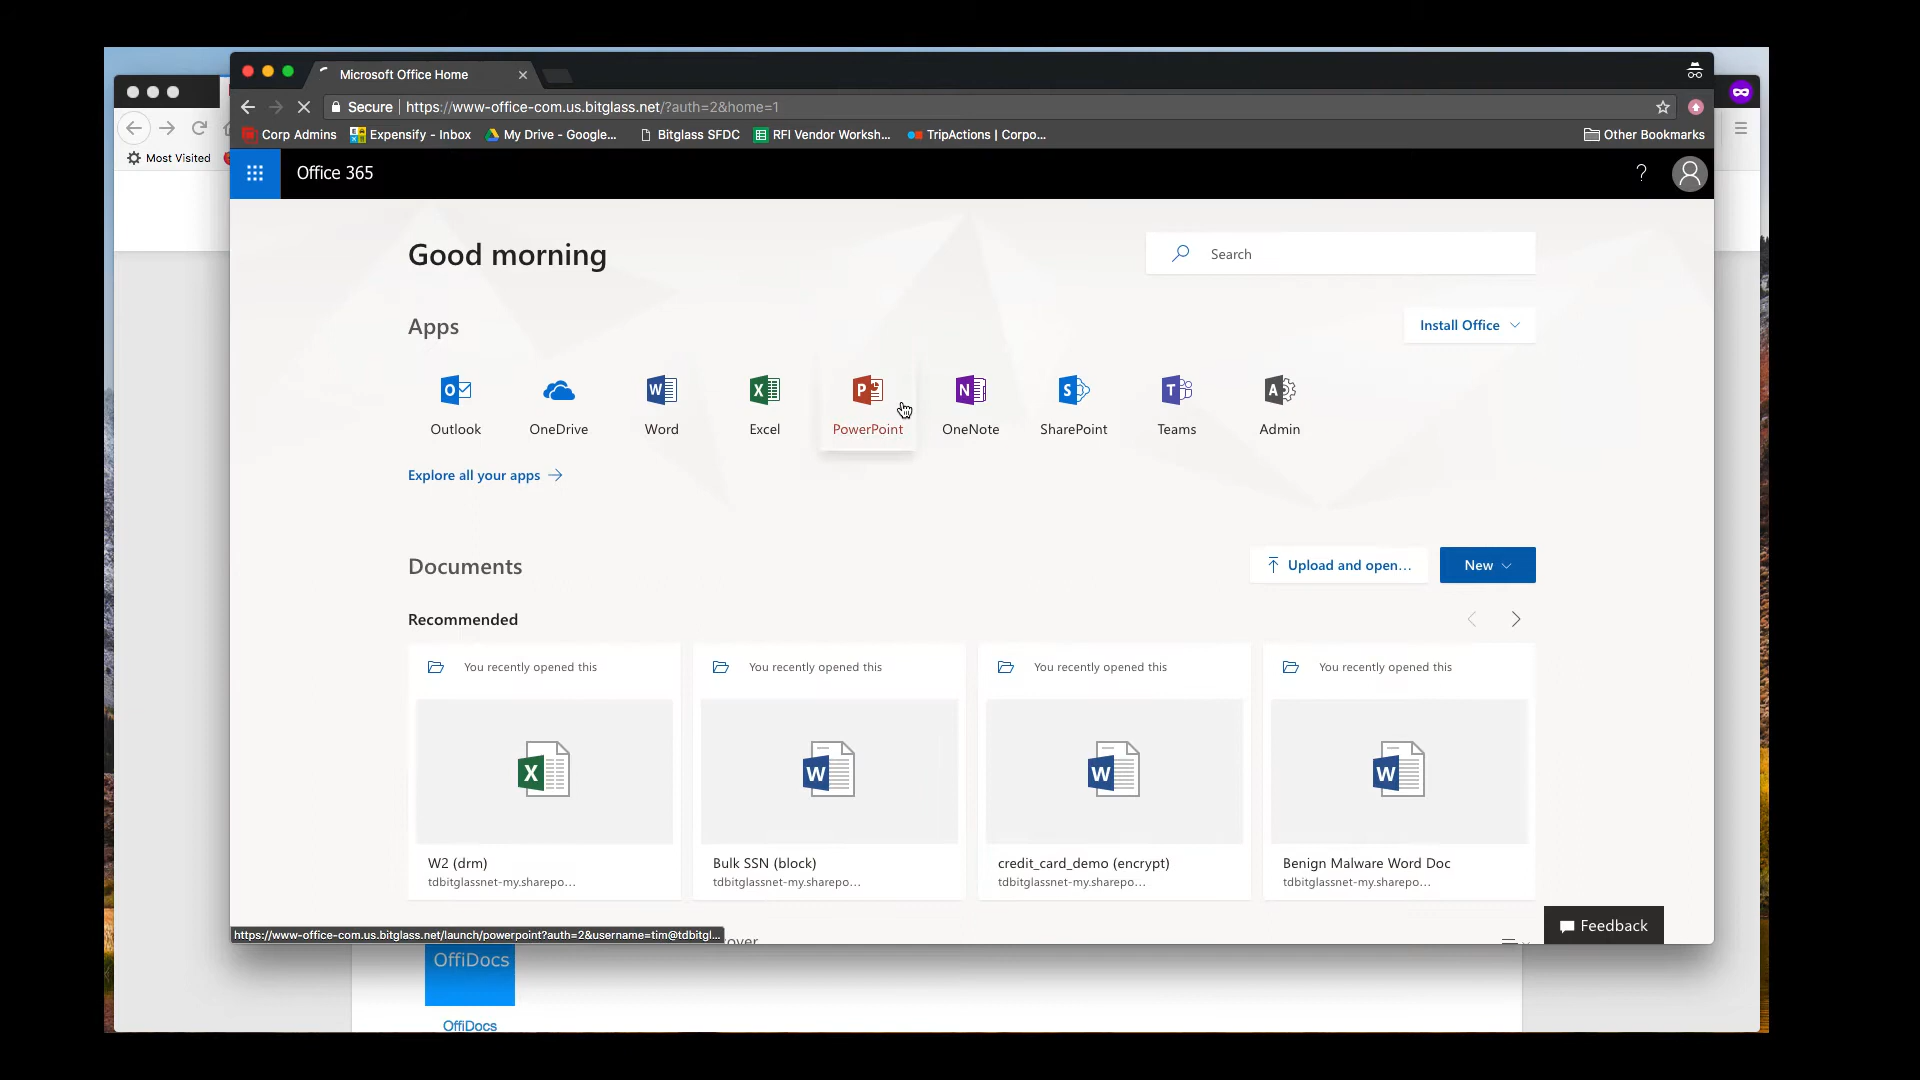 Microsoft Office Home
Secure | https://www-office-com.us.bitglass.net/?auth=2&home=1
Corp Admins
Expensify - Inbox
My Drive - Google...
Bitglass SFDC
RFI Vendor Worksh...
TripActions | Corpo...
Other Bookmarks
Most Visited
Office 365
?
Good morning
Search
Apps
Install Office
Outlook
OneDrive
Word
Excel
PowerPoint
OneNote
SharePoint
Teams
Admin
Explore all your apps
Documents
Upload and open...
New
Recommended
You recently opened this
You recently opened this
You recently opened this
You recently opened this
W2 (drm)
tdbitglassnet-my.sharepo...
Bulk SSN (block)
tdbitglassnet-my.sharepo...
credit_card_demo (encrypt)
tdbitglassnet-my.sharepo...
Benign Malware Word Doc
tdbitglassnet-my.sharepo...
Feedback
https://www-office-com.us.bitglass.net/launch/powerpoint?auth=2&username=tim@tdbitgl...
OffiDocs
OffiDocs